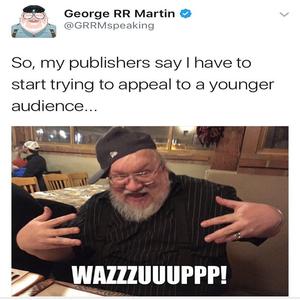 George RR Martin
@GRRMspeaking
So, my publishers say I have to
start trying to appeal to a younger
audience...
WAZZZUUUPPP!